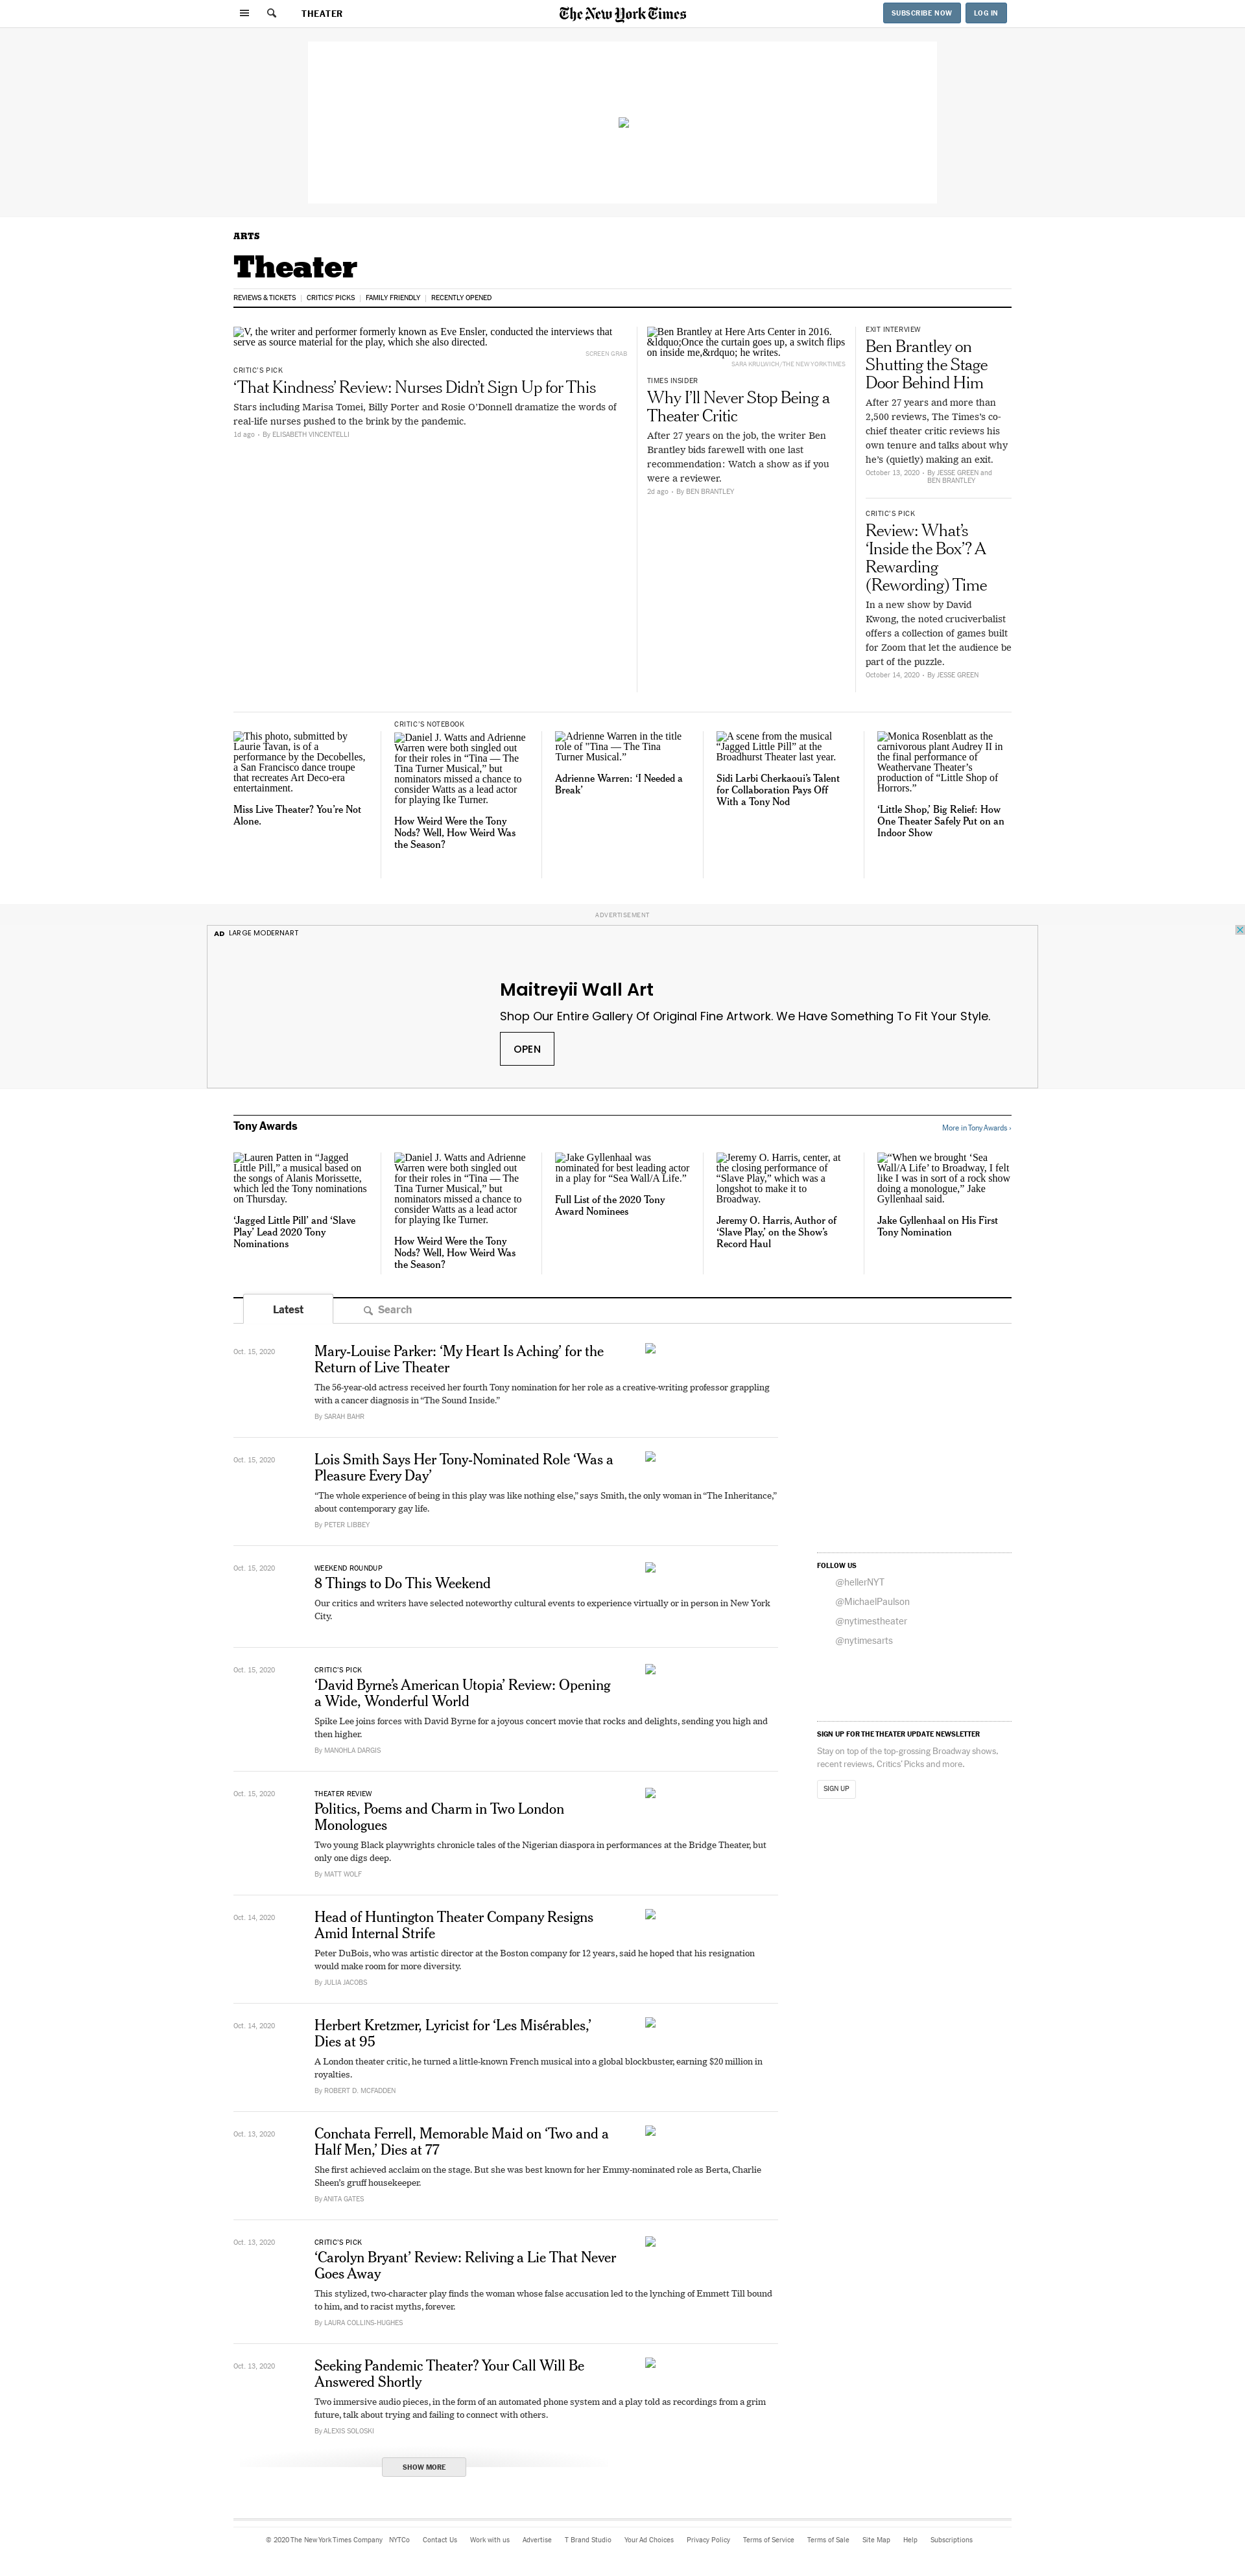 THEATER
The New York Times
SUBSCRIBE NOW
LOG IN
ARTS
Theater
REVIEWS & TICKETS
CRITICS' PICKS
FAMILY FRIENDLY
RECENTLY OPENED
V, the writer and performer formerly known as Eve Ensler, conducted the interviews that
serve as source material for the play, which she also directed.
SCREEN GRAB
CRITIC'S PICK
‘That Kindness’ Review: Nurses Didn’t Sign Up for This
Stars including Marisa Tomei, Billy Porter and Rosie O’Donnell dramatize the words of
real-life nurses pushed to the brink by the pandemic.
1d ago • By ELISABETH VINCENTELLI
Ben Brantley at Here Arts Center in 2016.
&ldquo;Once the curtain goes up, a switch flips
on inside me,&rdquo; he writes.
SARA KRULWICH/THE NEW YORK TIMES
TIMES INSIDER
Why I’ll Never Stop Being a
Theater Critic
After 27 years on the job, the writer Ben
Brantley bids farewell with one last
recommendation: Watch a show as if you
were a reviewer.
2d ago • By BEN BRANTLEY
EXIT INTERVIEW
Ben Brantley on
Shutting the Stage
Door Behind Him
After 27 years and more than
2,500 reviews, The Times’s co-
chief theater critic reviews his
own tenure and talks about why
he’s (quietly) making an exit.
October 13, 2020 • By JESSE GREEN and
BEN BRANTLEY
CRITIC'S PICK
Review: What’s
‘Inside the Box’? A
Rewarding
(Rewording) Time
In a new show by David
Kwong, the noted cruciverbalist
offers a collection of games built
for Zoom that let the audience be
part of the puzzle.
October 14, 2020 • By JESSE GREEN
This photo, submitted by
Laurie Tavan, is of a
performance by the Decobelles,
a San Francisco dance troupe
that recreates Art Deco-era
entertainment.
Miss Live Theater? You’re Not
Alone.
CRITIC'S NOTEBOOK
Daniel J. Watts and Adrienne
Warren were both singled out
for their roles in “Tina — The
Tina Turner Musical,” but
nominators missed a chance to
consider Watts as a lead actor
for playing Ike Turner.
How Weird Were the Tony
Nods? Well, How Weird Was
the Season?
Adrienne Warren in the title
role of ”Tina — The Tina
Turner Musical.”
Adrienne Warren: ‘I Needed a
Break’
A scene from the musical
“Jagged Little Pill” at the
Broadhurst Theater last year.
Sidi Larbi Cherkaoui’s Talent
for Collaboration Pays Off
With a Tony Nod
Monica Rosenblatt as the
carnivorous plant Audrey II in
the final performance of
Weathervane Theater’s
production of “Little Shop of
Horrors.”
‘Little Shop,’ Big Relief: How
One Theater Safely Put on an
Indoor Show
ADVERTISEMENT
AD LARGE MODERNART
Maitreyii Wall Art
Shop Our Entire Gallery Of Original Fine Artwork. We Have Something To Fit Your Style.
OPEN
Tony Awards
More in Tony Awards ›
Lauren Patten in “Jagged
Little Pill,” a musical based on
the songs of Alanis Morissette,
which led the Tony nominations
on Thursday.
‘Jagged Little Pill’ and ‘Slave
Play’ Lead 2020 Tony
Nominations
Daniel J. Watts and Adrienne
Warren were both singled out
for their roles in “Tina — The
Tina Turner Musical,” but
nominators missed a chance to
consider Watts as a lead actor
for playing Ike Turner.
How Weird Were the Tony
Nods? Well, How Weird Was
the Season?
Jake Gyllenhaal was
nominated for best leading actor
in a play for “Sea Wall/A Life.”
Full List of the 2020 Tony
Award Nominees
Jeremy O. Harris, center, at
the closing performance of
“Slave Play,” which was a
longshot to make it to
Broadway.
Jeremy O. Harris, Author of
‘Slave Play,’ on the Show’s
Record Haul
“When we brought ‘Sea
Wall/A Life’ to Broadway, I felt
like I was in sort of a rock show
doing a monologue,” Jake
Gyllenhaal said.
Jake Gyllenhaal on His First
Tony Nomination
Latest
Search
Oct. 15, 2020
Mary-Louise Parker: ‘My Heart Is Aching’ for the
Return of Live Theater
The 56-year-old actress received her fourth Tony nomination for her role as a creative-writing professor grappling
with a cancer diagnosis in “The Sound Inside.”
By SARAH BAHR
Oct. 15, 2020
Lois Smith Says Her Tony-Nominated Role ‘Was a
Pleasure Every Day’
“The whole experience of being in this play was like nothing else,” says Smith, the only woman in “The Inheritance,”
about contemporary gay life.
By PETER LIBBEY
Oct. 15, 2020
WEEKEND ROUNDUP
8 Things to Do This Weekend
Our critics and writers have selected noteworthy cultural events to experience virtually or in person in New York
City.
Oct. 15, 2020
CRITIC'S PICK
‘David Byrne’s American Utopia’ Review: Opening
a Wide, Wonderful World
Spike Lee joins forces with David Byrne for a joyous concert movie that rocks and delights, sending you high and
then higher.
By MANOHLA DARGIS
Oct. 15, 2020
THEATER REVIEW
Politics, Poems and Charm in Two London
Monologues
Two young Black playwrights chronicle tales of the Nigerian diaspora in performances at the Bridge Theater, but
only one digs deep.
By MATT WOLF
Oct. 14, 2020
Head of Huntington Theater Company Resigns
Amid Internal Strife
Peter DuBois, who was artistic director at the Boston company for 12 years, said he hoped that his resignation
would make room for more diversity.
By JULIA JACOBS
Oct. 14, 2020
Herbert Kretzmer, Lyricist for ‘Les Misérables,’
Dies at 95
A London theater critic, he turned a little-known French musical into a global blockbuster, earning $20 million in
royalties.
By ROBERT D. MCFADDEN
Oct. 13, 2020
Conchata Ferrell, Memorable Maid on ‘Two and a
Half Men,’ Dies at 77
She first achieved acclaim on the stage. But she was best known for her Emmy-nominated role as Berta, Charlie
Sheen’s gruff housekeeper.
By ANITA GATES
Oct. 13, 2020
CRITIC'S PICK
‘Carolyn Bryant’ Review: Reliving a Lie That Never
Goes Away
This stylized, two-character play finds the woman whose false accusation led to the lynching of Emmett Till bound
to him, and to racist myths, forever.
By LAURA COLLINS-HUGHES
Oct. 13, 2020
Seeking Pandemic Theater? Your Call Will Be
Answered Shortly
Two immersive audio pieces, in the form of an automated phone system and a play told as recordings from a grim
future, talk about trying and failing to connect with others.
By ALEXIS SOLOSKI
SHOW MORE
FOLLOW US
@hellerNYT
@MichaelPaulson
@nytimestheater
@nytimesarts
SIGN UP FOR THE THEATER UPDATE NEWSLETTER
Stay on top of the top-grossing Broadway shows,
recent reviews, Critics’ Picks and more.
SIGN UP
© 2020 The New York Times Company NYTCo Contact Us Work with us Advertise T Brand Studio Your Ad Choices Privacy Policy Terms of Service Terms of Sale Site Map Help Subscriptions